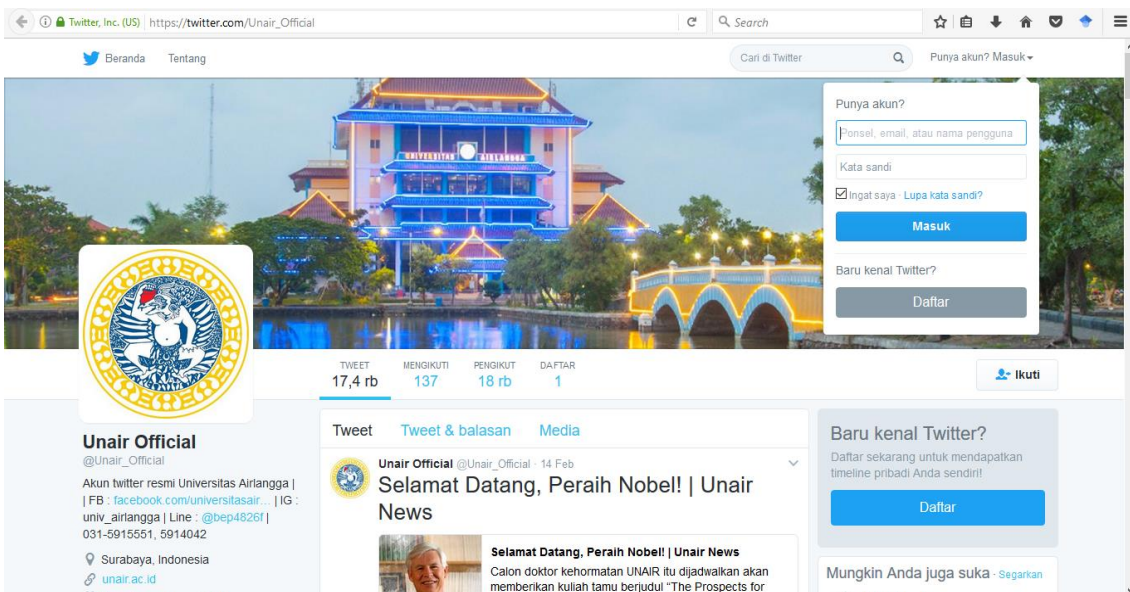 Twitter, Inc. (US) https://twitter.com/Unair_Official
Search
Beranda Tentang
Cari di Twitter
Punya akun? Masuk
UNIVERSITAS AIRLANGGA
Punya akun?
Ponsel, email, atau nama pengguna
Kata sandi
Ingat saya · Lupa kata sandi?
Masuk
Baru kenal Twitter?
Daftar
TWEET MENGIKUTI PENGIKUT DAFTAR
17,4 rb 137 18 rb 1
Ikuti
Unair Official
@Unair_Official
Akun twitter resmi Universitas Airlangga |
| FB : facebook.com/universitasair... | IG :
univ_airlangga | Line : @bep4826f |
031-5915551, 5914042
Surabaya, Indonesia
unair.ac.id
Tweet Tweet & balasan Media
Unair Official @Unair_Official · 14 Feb
Selamat Datang, Peraih Nobel! | Unair
News
Selamat Datang, Peraih Nobel! | Unair News
Calon doktor kehormatan UNAIR itu dijadwalkan akan
memberikan kuliah tamu berjudul "The Prospects for
Baru kenal Twitter?
Daftar sekarang untuk mendapatkan
timeline pribadi Anda sendiri!
Daftar
Mungkin Anda juga suka · Segarkan